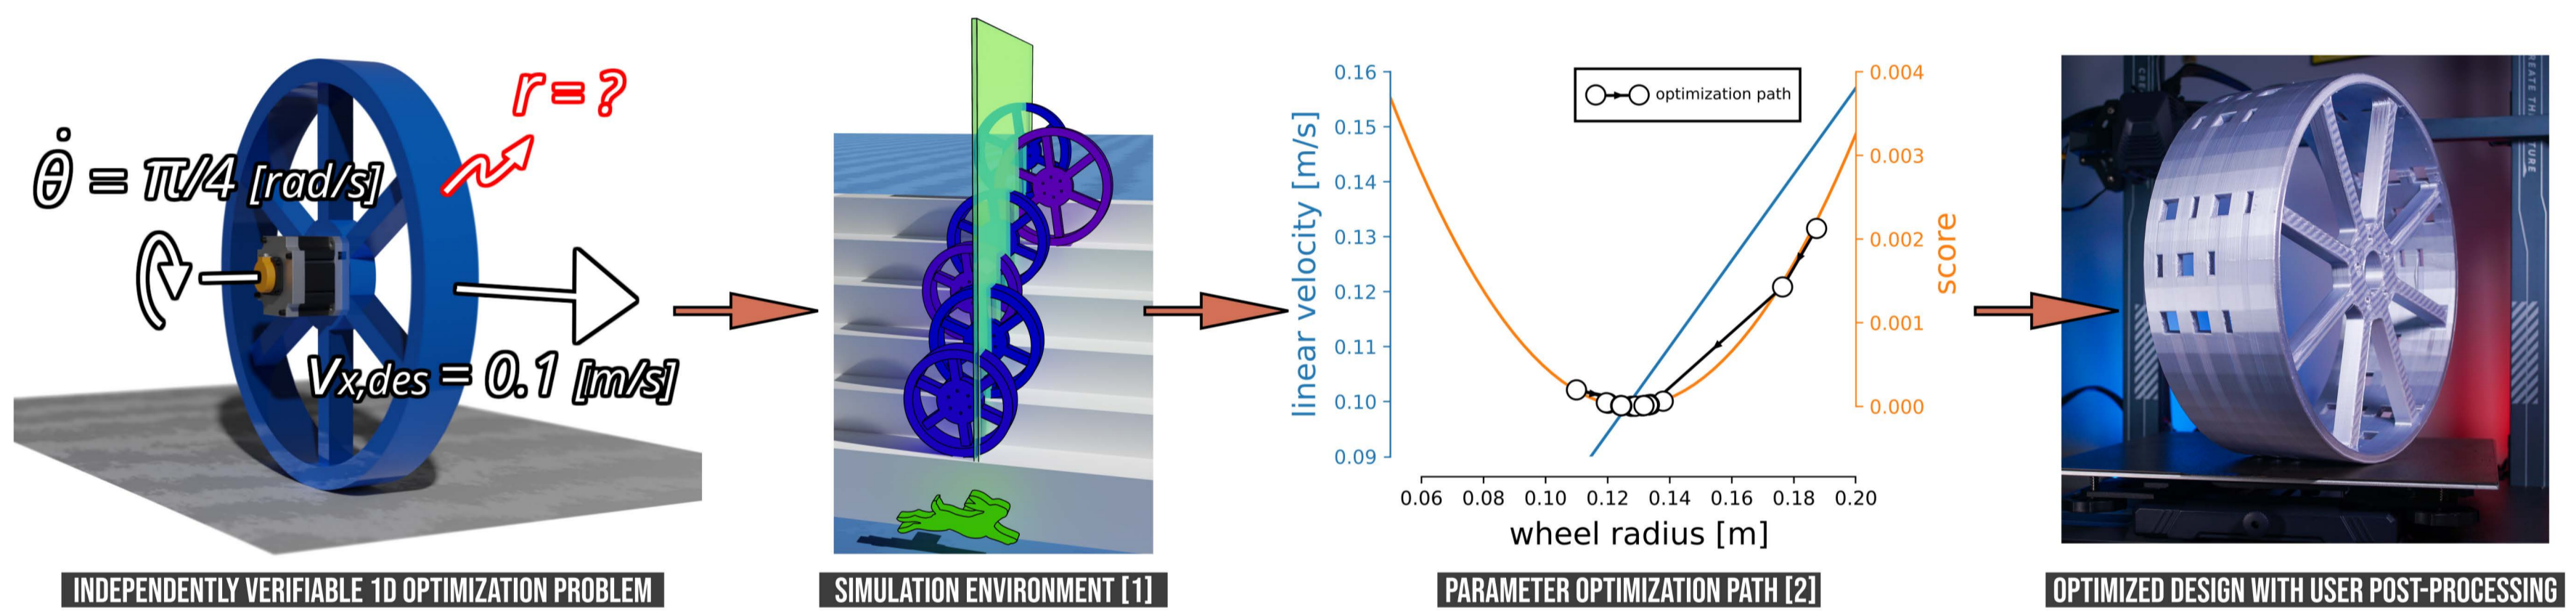 θ̇ = π/4 [rad/s]
r = ?
Vx,des = 0.1 [m/s]
INDEPENDENTLY VERIFIABLE 1D OPTIMIZATION PROBLEM
SIMULATION ENVIRONMENT [1]
linear velocity [m/s]
0.16
0.15
0.14
0.13
0.12
0.11
0.10
0.09
optimization path
0.004
0.003
0.002
0.001
0.000
score
0.06 0.08 0.10 0.12 0.14 0.16 0.18 0.20
wheel radius [m]
PARAMETER OPTIMIZATION PATH [2]
OPTIMIZED DESIGN WITH USER POST-PROCESSING